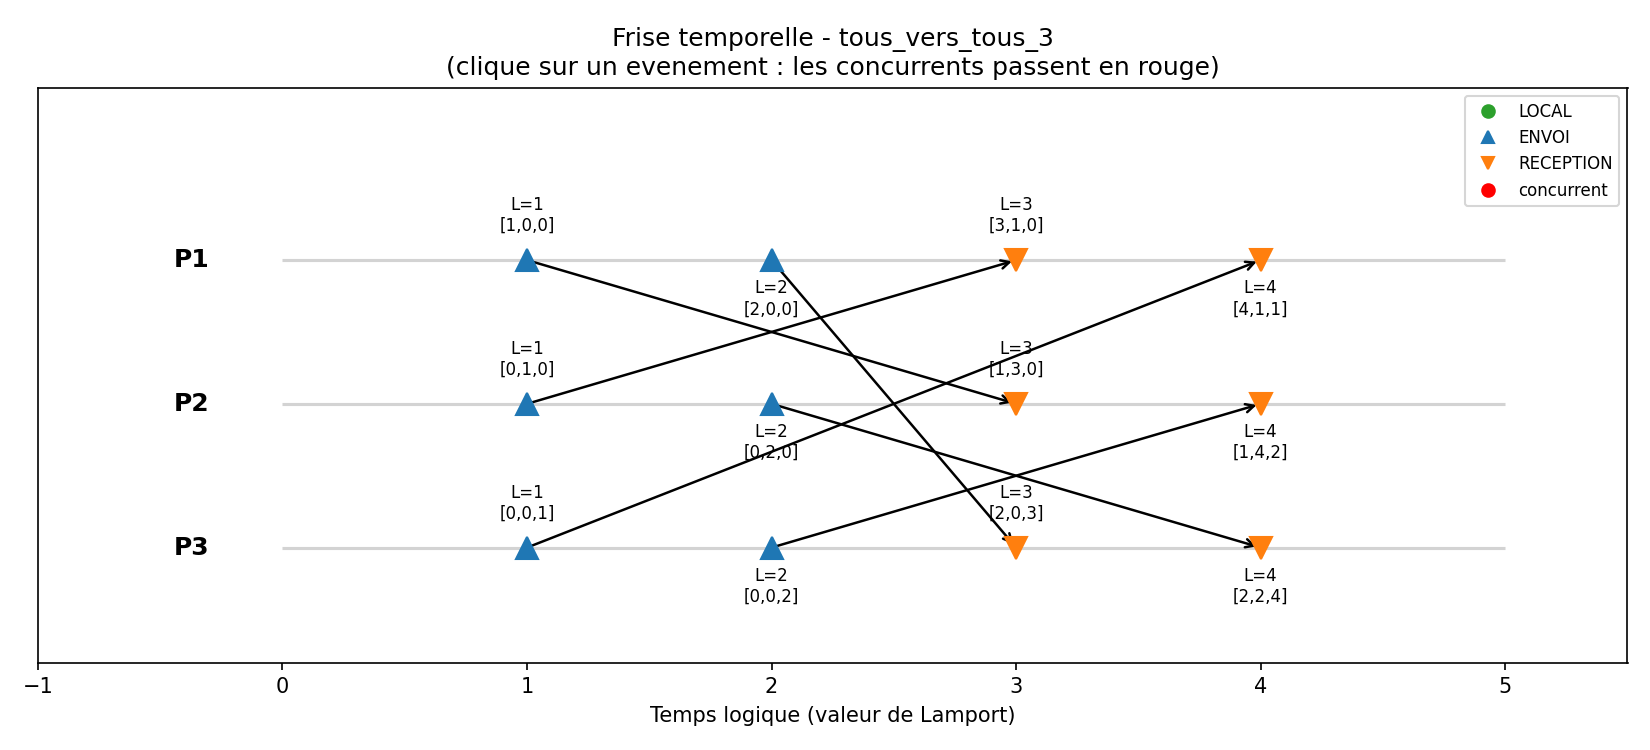 Frise temporelle - tous_vers_tous_3
(clique sur un evenement : les concurrents passent en rouge)
LOCAL
ENVOI
RECEPTION
concurrent
L=1
[1,0,0]
L=3
[3,1,0]
P1
L=2
[2,0,0]
L=4
[4,1,1]
L=1
[0,1,0]
L=3
[1,3,0]
P2
L=2
[0,2,0]
L=4
[1,4,2]
L=1
[0,0,1]
L=3
[2,0,3]
P3
L=2
[0,0,2]
L=4
[2,2,4]
−1 0 1 2 3 4 5
Temps logique (valeur de Lamport)